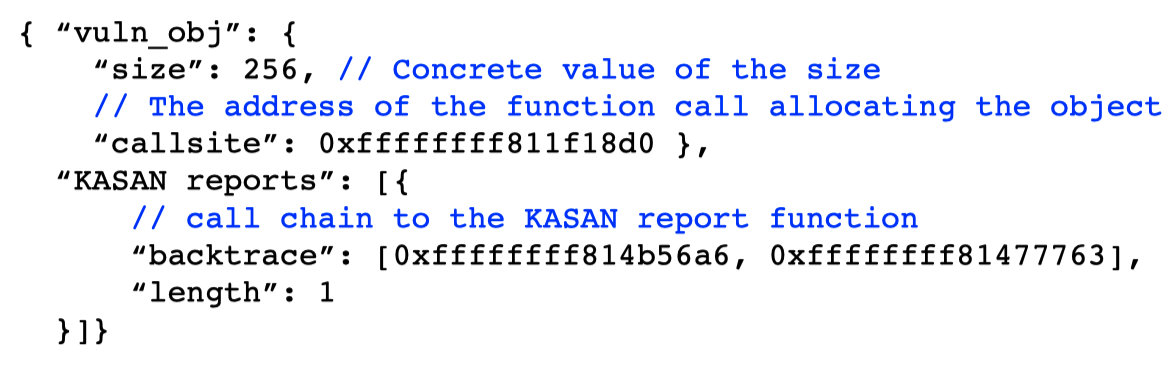 { “vuln_obj”: {
“size”: 256, // Concrete value of the size
// The address of the function call allocating the object
“callsite”: 0xffffffff811f18d0 },
“KASAN reports”: [{
// call chain to the KASAN report function
“backtrace”: [0xffffffff814b56a6, 0xffffffff81477763],
“length”: 1
}]}